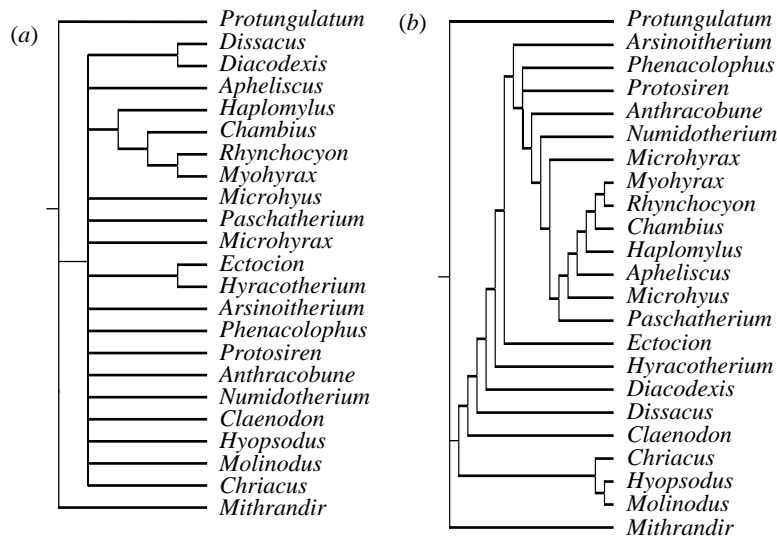 (a)
Protungulatum
Dissacus
Diacodexis
Apheliscus
Haplomylus
Chambius
Rhynchocyon
Myohyrax
Microhyus
Paschatherium
Microhyrax
Ectocion
Hyracotherium
Arsinoitherium
Phenacolophus
Protosiren
Anthracobune
Numidotherium
Claenodon
Hyopsodus
Molinodus
Chriacus
Mithrandir
(b)
Protungulatum
Arsinoitherium
Phenacolophus
Protosiren
Anthracobune
Numidotherium
Microhyrax
Myohyrax
Rhynchocyon
Chambius
Haplomylus
Apheliscus
Microhyus
Paschatherium
Ectocion
Hyracotherium
Diacodexis
Dissacus
Claenodon
Chriacus
Hyopsodus
Molinodus
Mithrandir